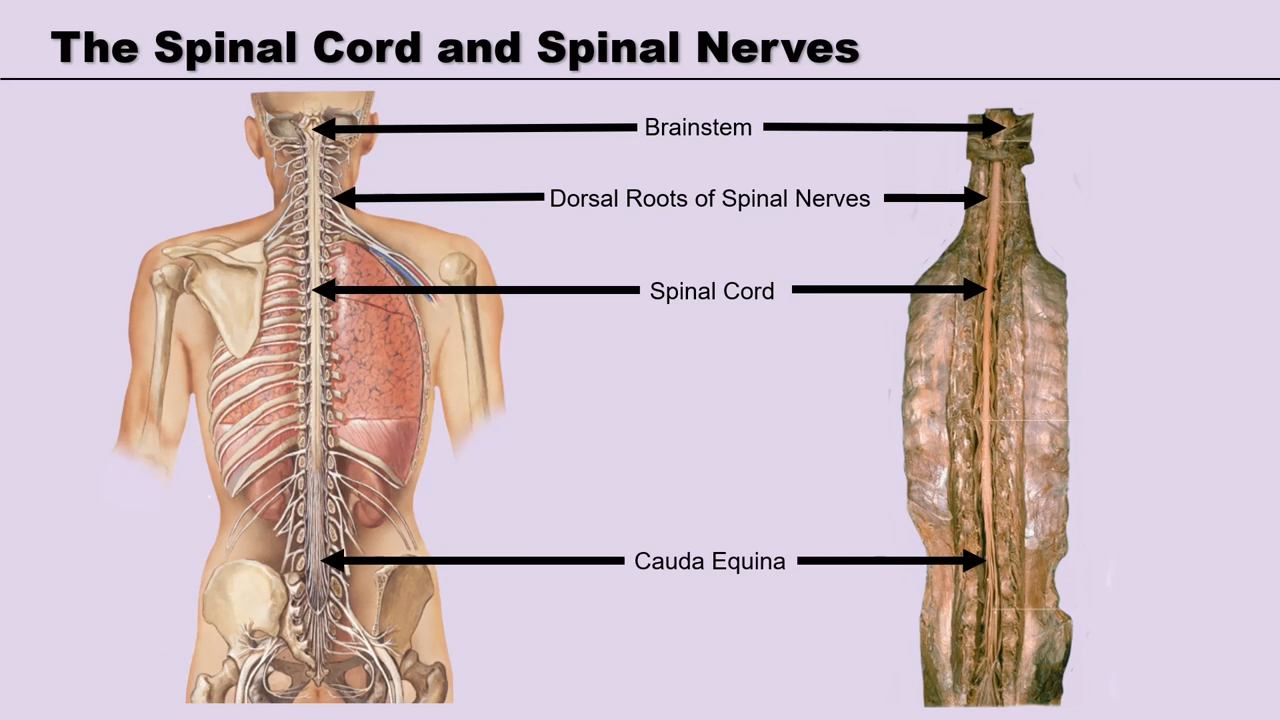 The Spinal Cord and Spinal Nerves
Brainstem
Dorsal Roots of Spinal Nerves
Spinal Cord
Cauda Equina